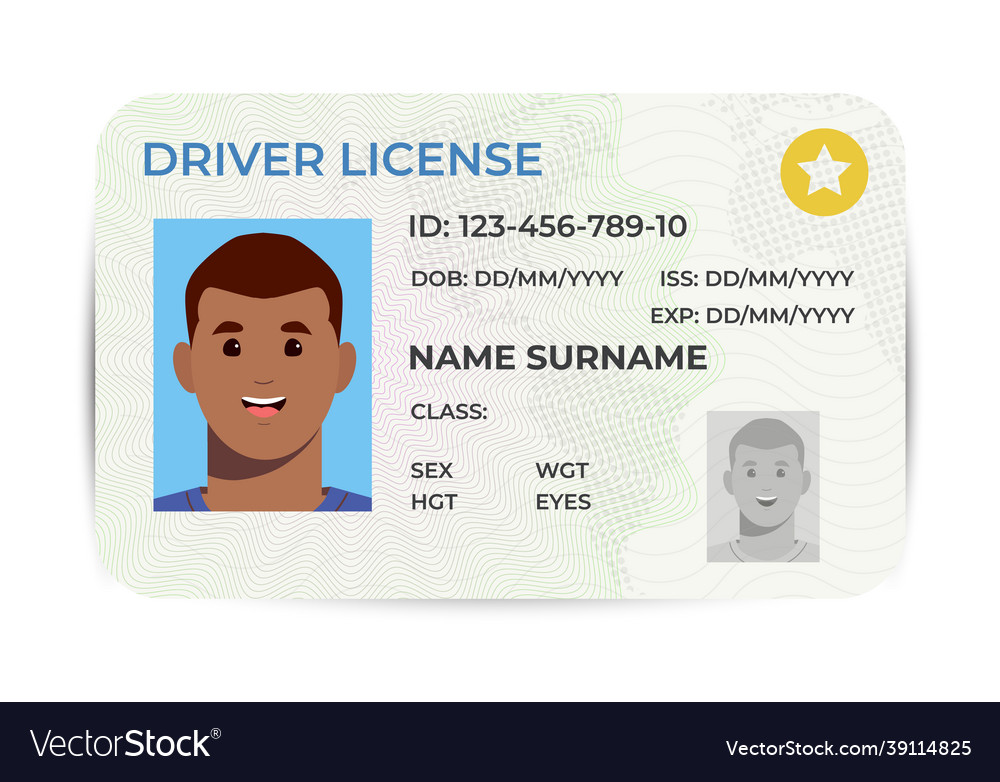 DRIVER LICENSE
ID: 123-456-789-10
DOB: DD/MM/YYYY ISS: DD/MM/YYYY
EXP: DD/MM/YYYY
NAME SURNAME
CLASS:
SEX WGT
HGT EYES
VectorStock®
VectorStock.com/39114825